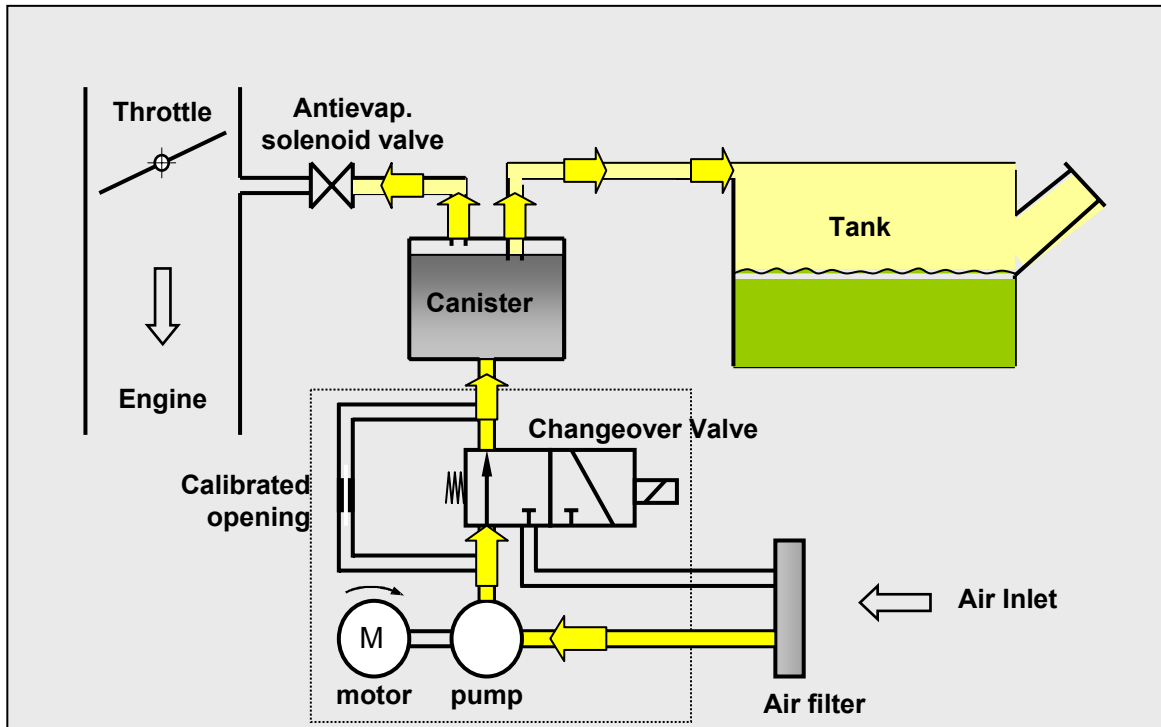 Throttle
Antievap.
solenoid valve
Tank
Canister
Engine
Changeover Valve
Calibrated
opening
Air Inlet
M
motor
pump
Air filter